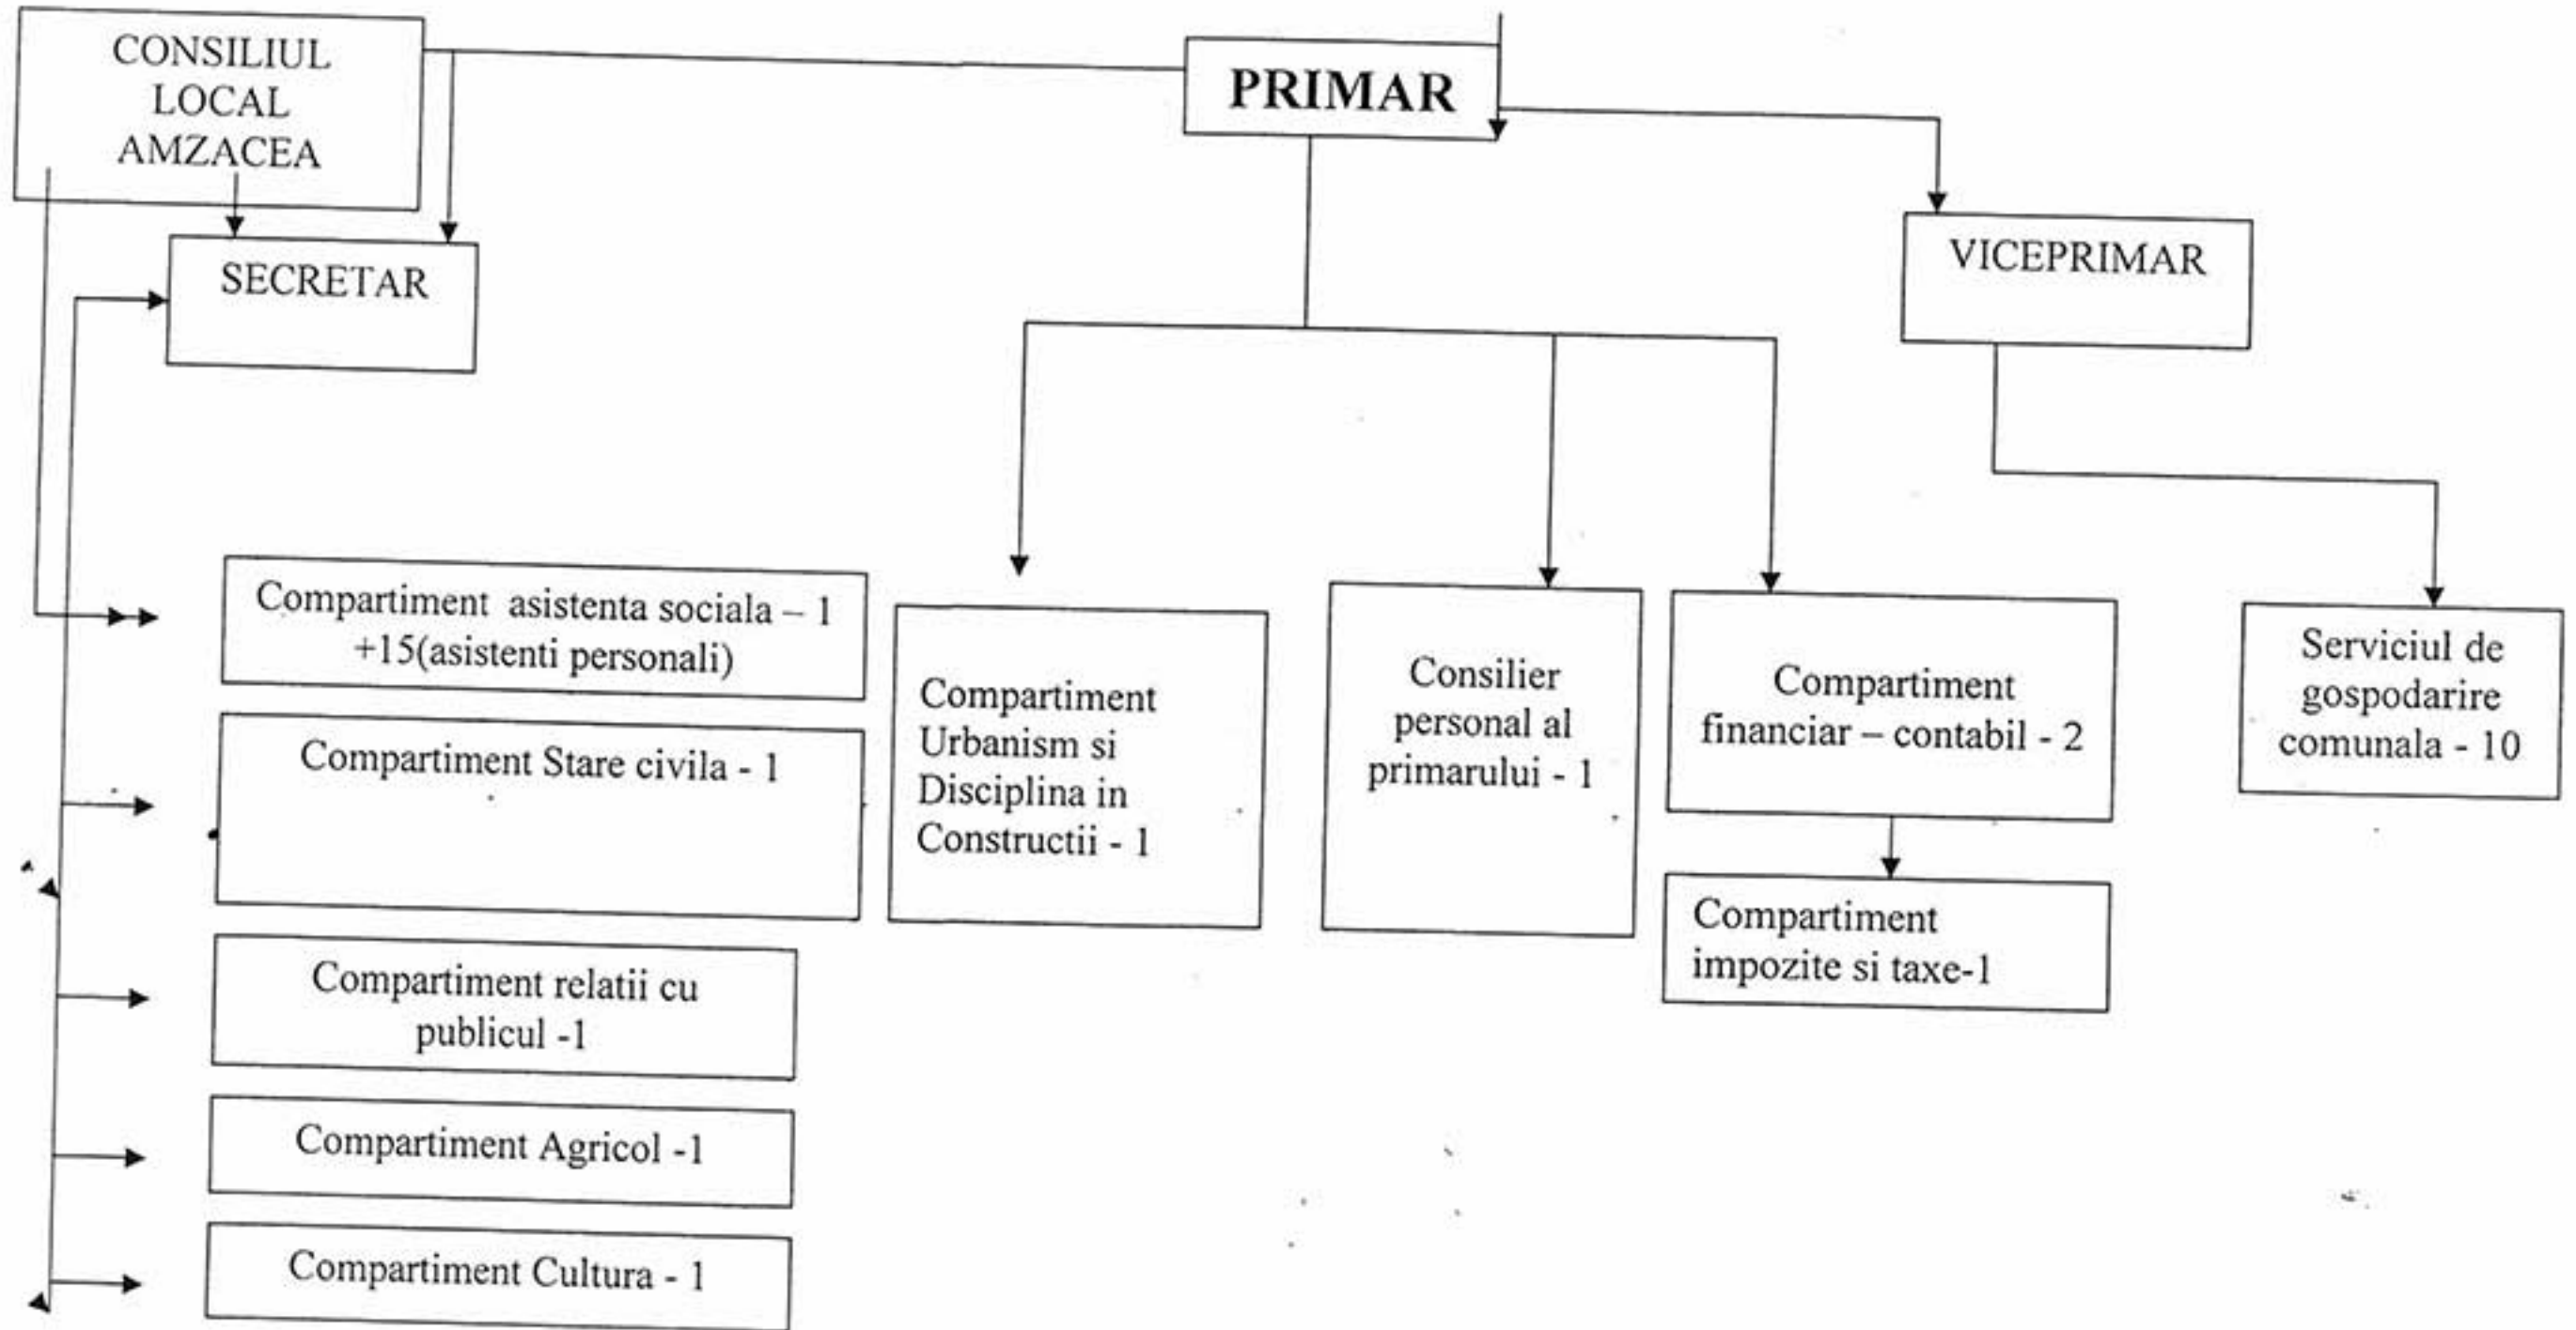 CONSILIUL
LOCAL
AMZACEA
PRIMAR
SECRETAR
VICEPRIMAR
Compartiment asistenta sociala – 1
+15(asistenti personali)
Compartiment Stare civila - 1
Compartiment relatii cu
publicul -1
Compartiment Agricol -1
Compartiment Cultura - 1
Compartiment
Urbanism si
Disciplina in
Constructii - 1
Consilier
personal al
primarului - 1
Compartiment
financiar – contabil - 2
Compartiment
impozite si taxe-1
Serviciul de
gospodarire
comunala - 10